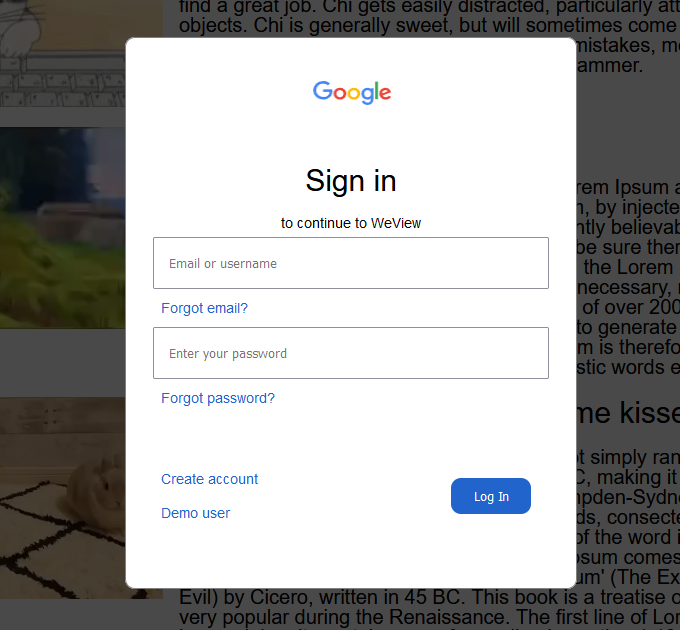 find a great job. Chi gets easily distracted, particularly
objects. Chi is generally sweet, but will sometimes come
mistakes,
ammer.
Google
Sign in
rem Ipsum
to continue to WeView
by injecte
ntly believab
Email or username
be sure ther
the Lorem
necessary,
Forgot email?
of over 200
to generate
Enter your password
m is therefo
stic words
Forgot password?
me kisse
t simply ran
Create account
C, making it
Log In
mpden-Sydne
Demo user
ds, consecte
of the word
psum comes
um' (The Ex
Evil) by Cicero, written in 45 BC. This book is a treatise
very popular during the Renaissance. The first line of Lor